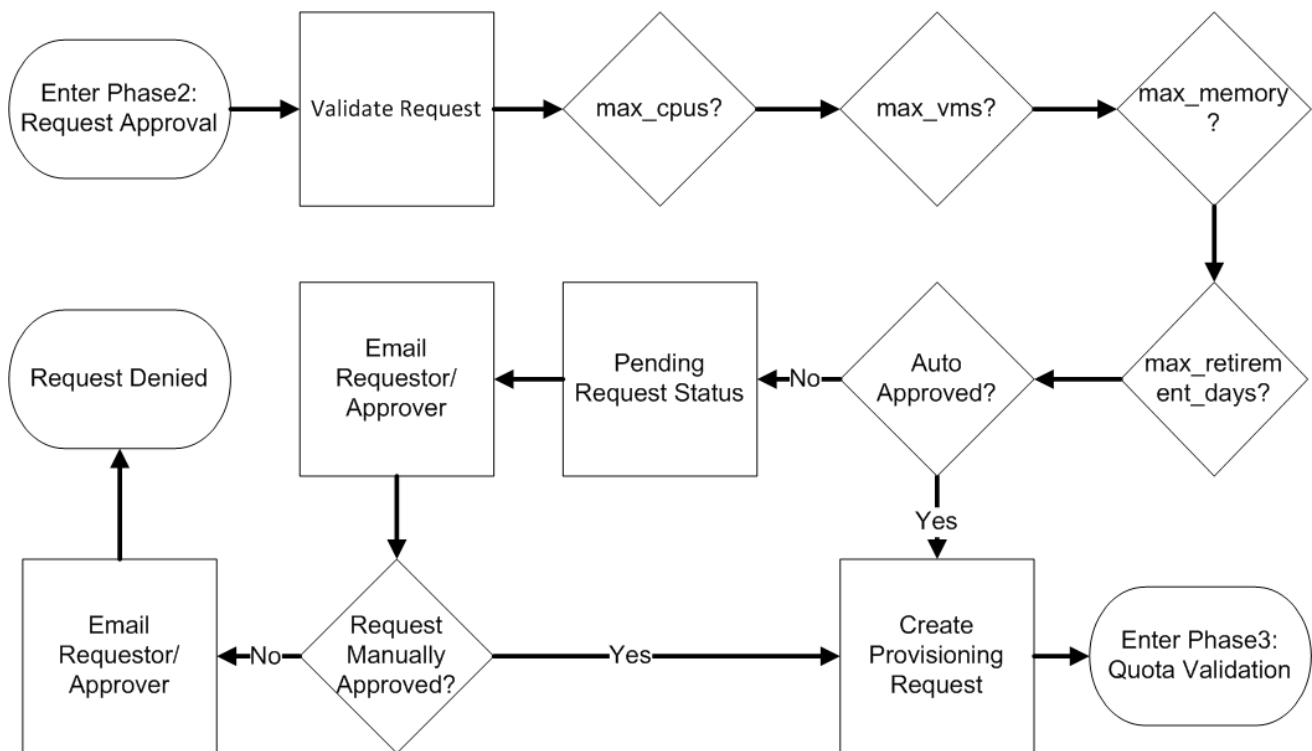 Enter Phase2:
Request Approval
Validate Request
max_cpus?
max_vms?
max_memory
?
Request Denied
Email
Requestor/
Approver
Pending
Request Status
No
Auto
Approved?
max_retirem
ent_days?
Yes
Email
Requestor/
Approver
No
Request
Manually
Approved?
Yes
Create
Provisioning
Request
Enter Phase3:
Quota Validation